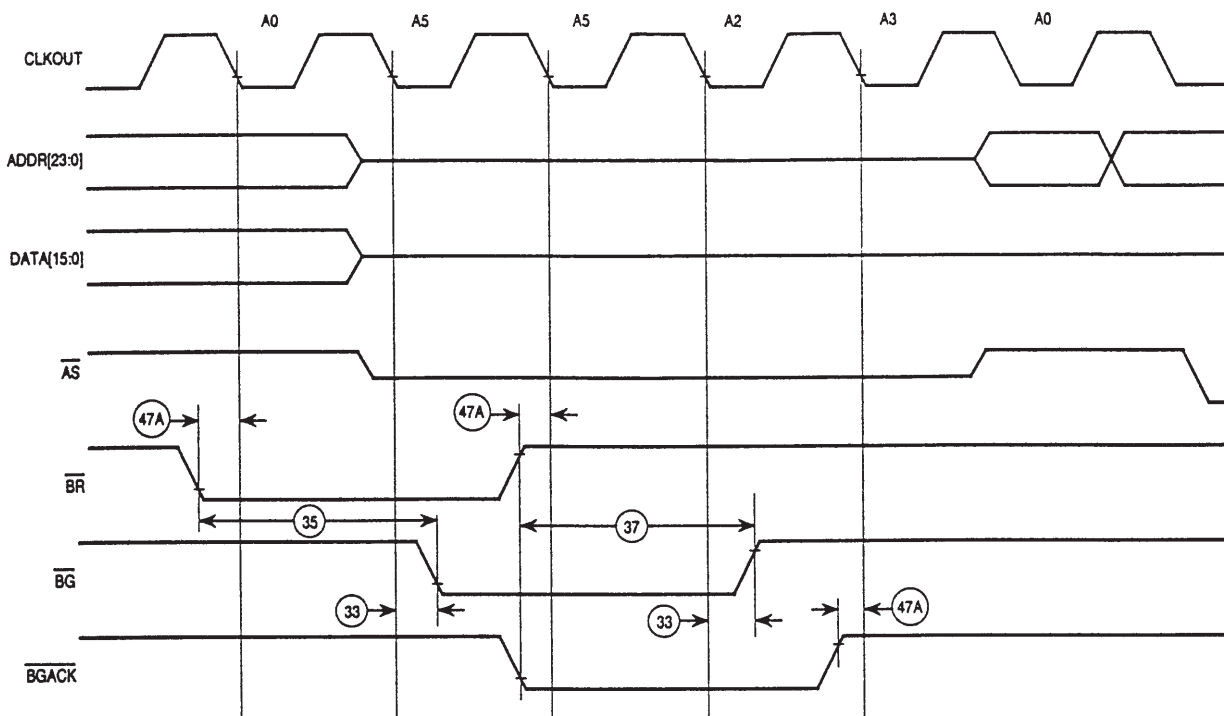 A0 A5 A5 A2 A3 A0
CLKOUT
ADDR[23:0]
DATA[15:0]
AS
47A 47A
BR
35 37
BG
33 33 47A
BGACK